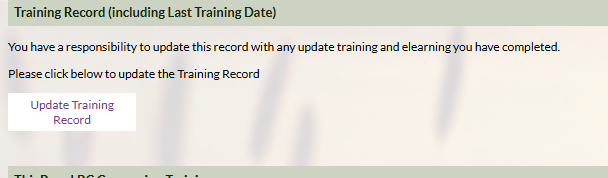 Training Record (including Last Training Date)
You have a responsibility to update this record with any update training and elearning you have completed.
Please click below to update the Training Record
Update Training
Record